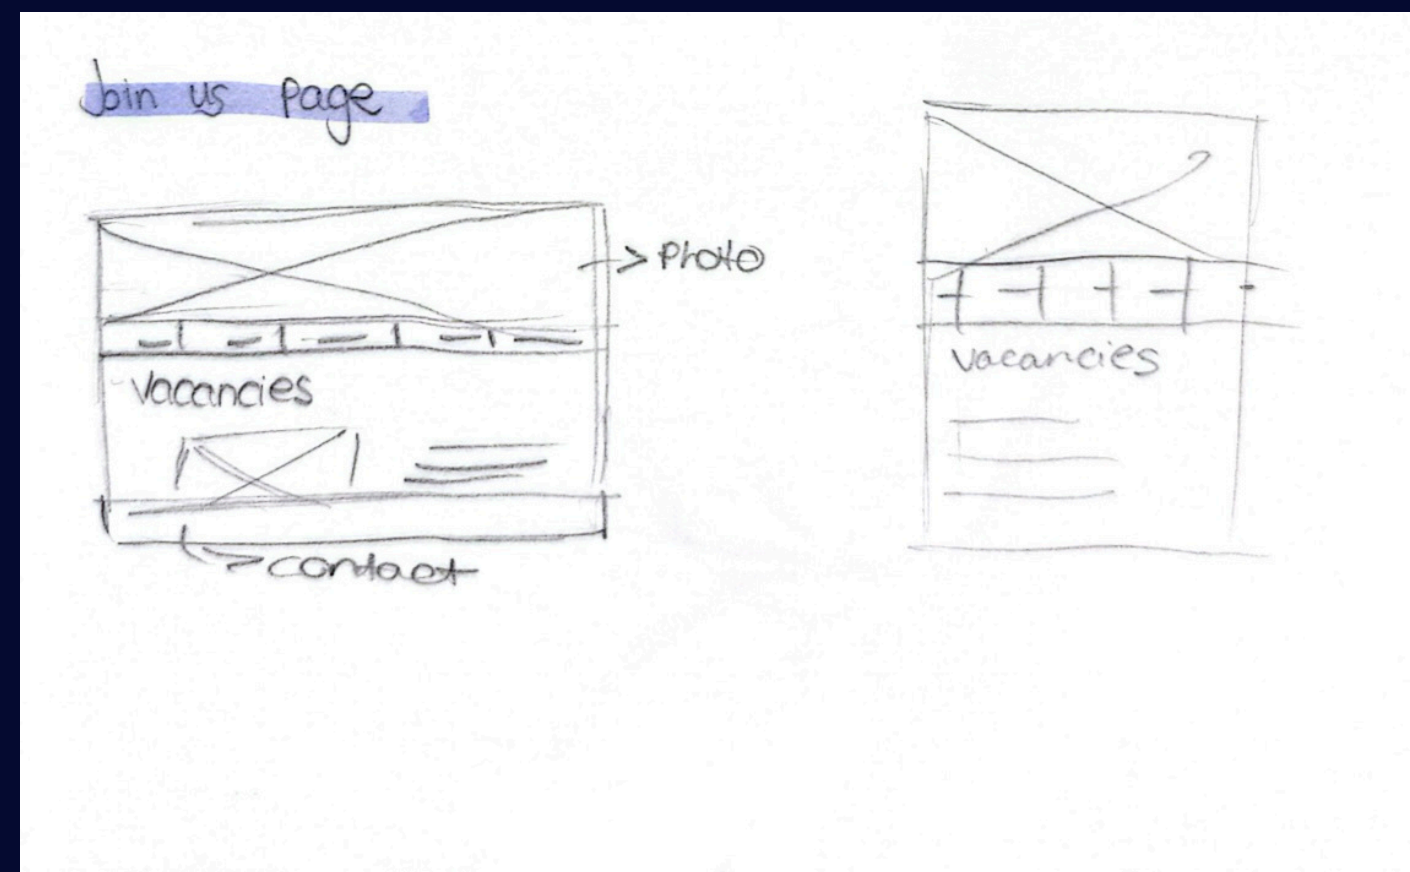 Join us page
Photo
Vacancies
contact
vacancies